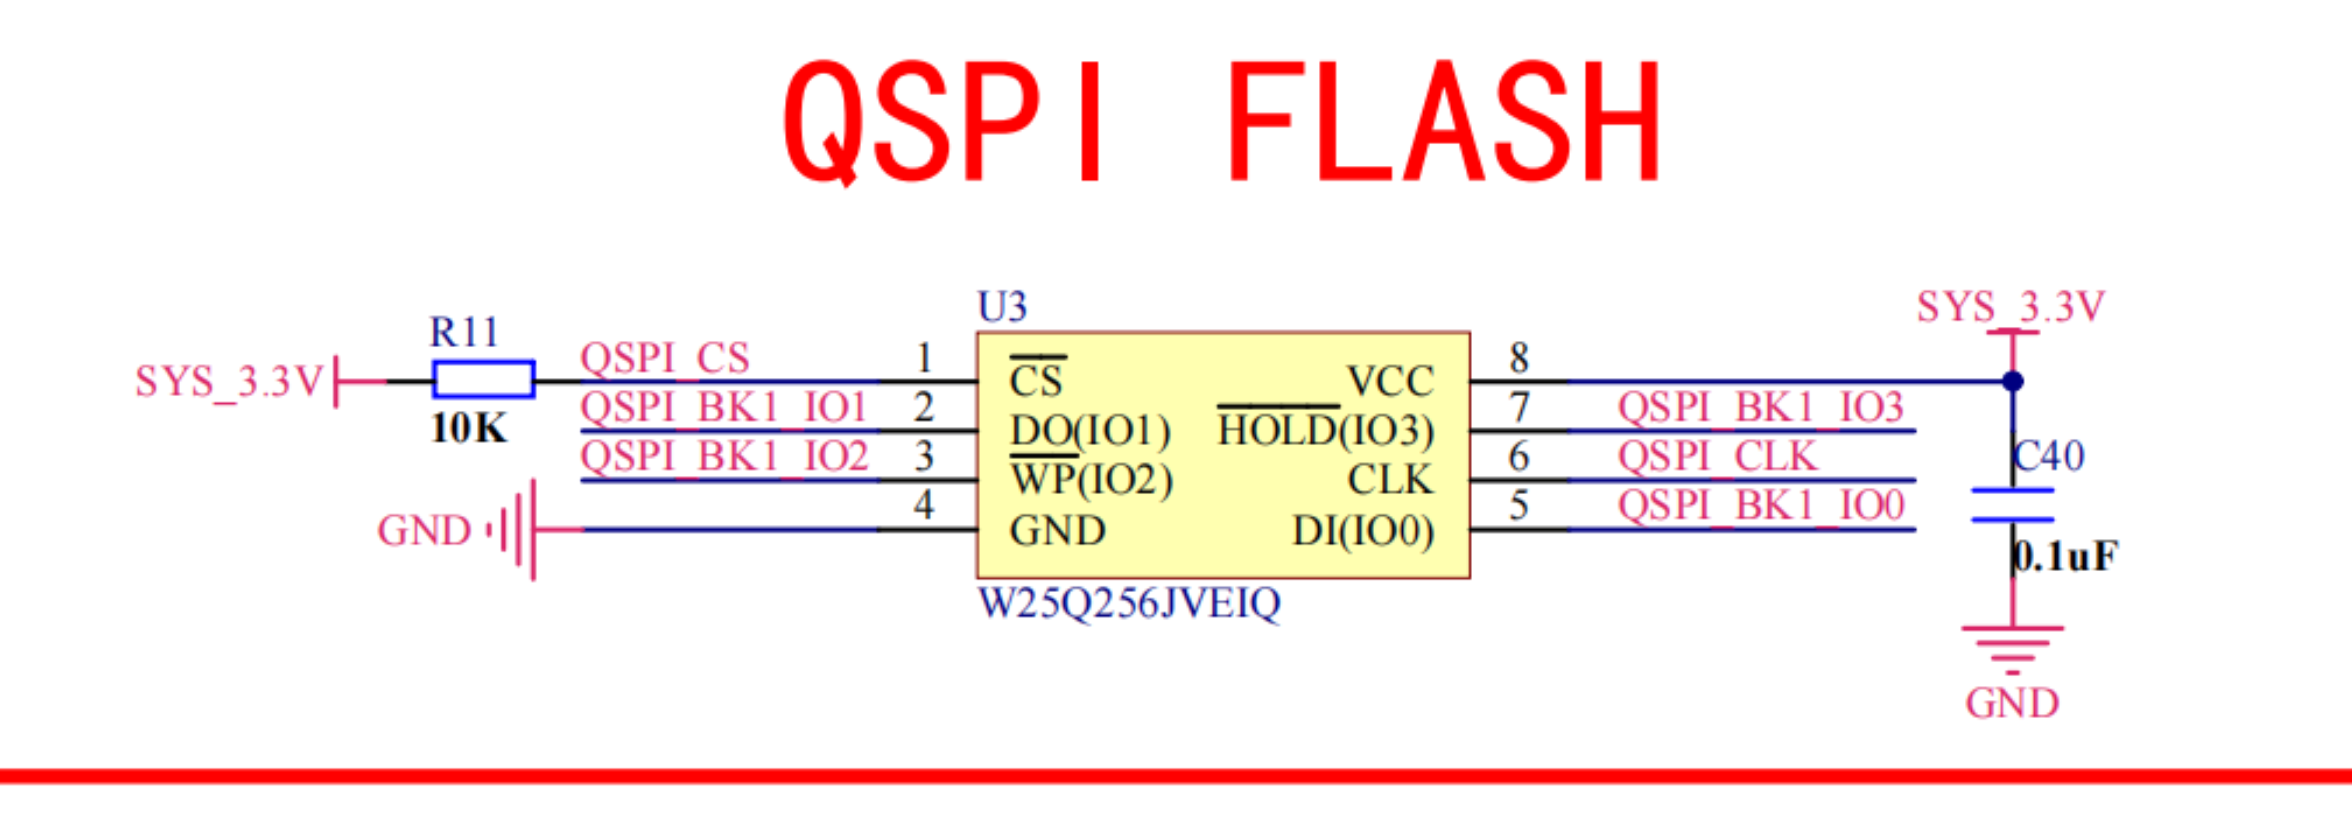 QSPI FLASH
U3
SYS_3.3V
R11
10K
QSPI_CS 1 CS VCC 8
QSPI_BK1_IO1 2 DO(IO1) HOLD(IO3) 7 QSPI_BK1_IO3
QSPI_BK1_IO2 3 WP(IO2) CLK 6 QSPI_CLK
GND 4 GND DI(IO0) 5 QSPI_BK1_IO0
W25Q256JVEIQ
SYS_3.3V
C40
0.1uF
GND